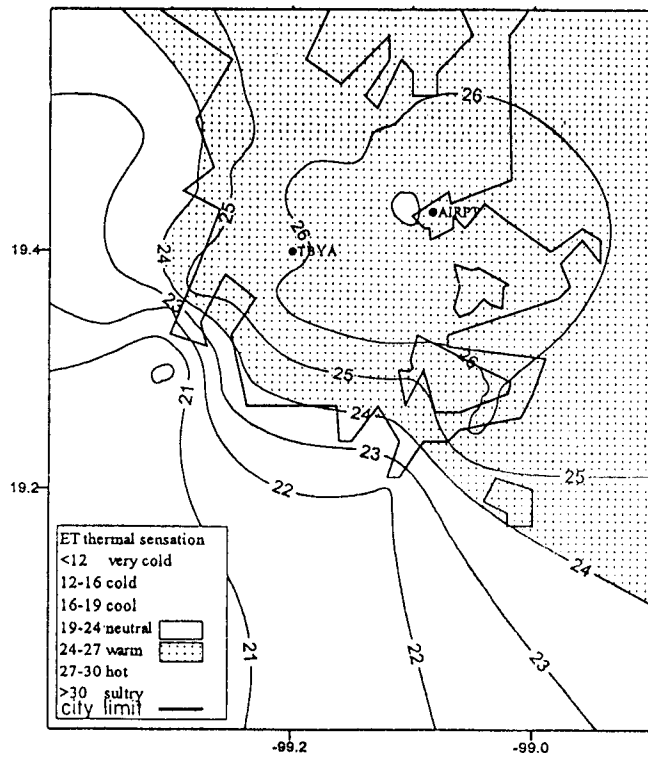 26
25
26
AIRPT
19.4
24
TBYA
23
21
25
26
24
23
25
19.2
22
24
ET thermal sensation
<12 very cold
12-16 cold
16-19 cool
19-24 neutral
24-27 warm
27-30 hot
>30 sultry
city limit
21
22
23
-99.2
-99.0